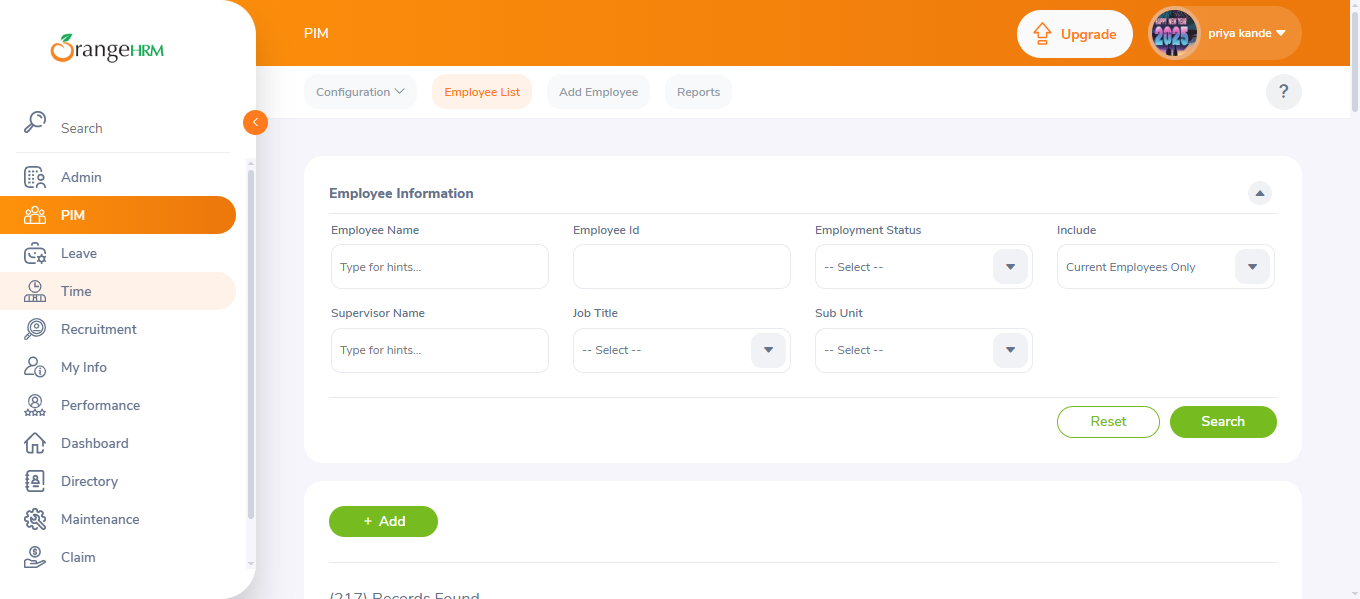 OrangeHRM
Search
Admin
PIM
Leave
Time
Recruitment
My Info
Performance
Dashboard
Directory
Maintenance
Claim
PIM
Upgrade
HAPPY NEW YEAR
2025
priya kande
Configuration
Employee List
Add Employee
Reports
?
Employee Information
Employee Name
Employee Id
Employment Status
Include
Type for hints...
-- Select --
Current Employees Only
Supervisor Name
Job Title
Sub Unit
Type for hints...
-- Select --
-- Select --
Reset
Search
+ Add
(217) Records Found